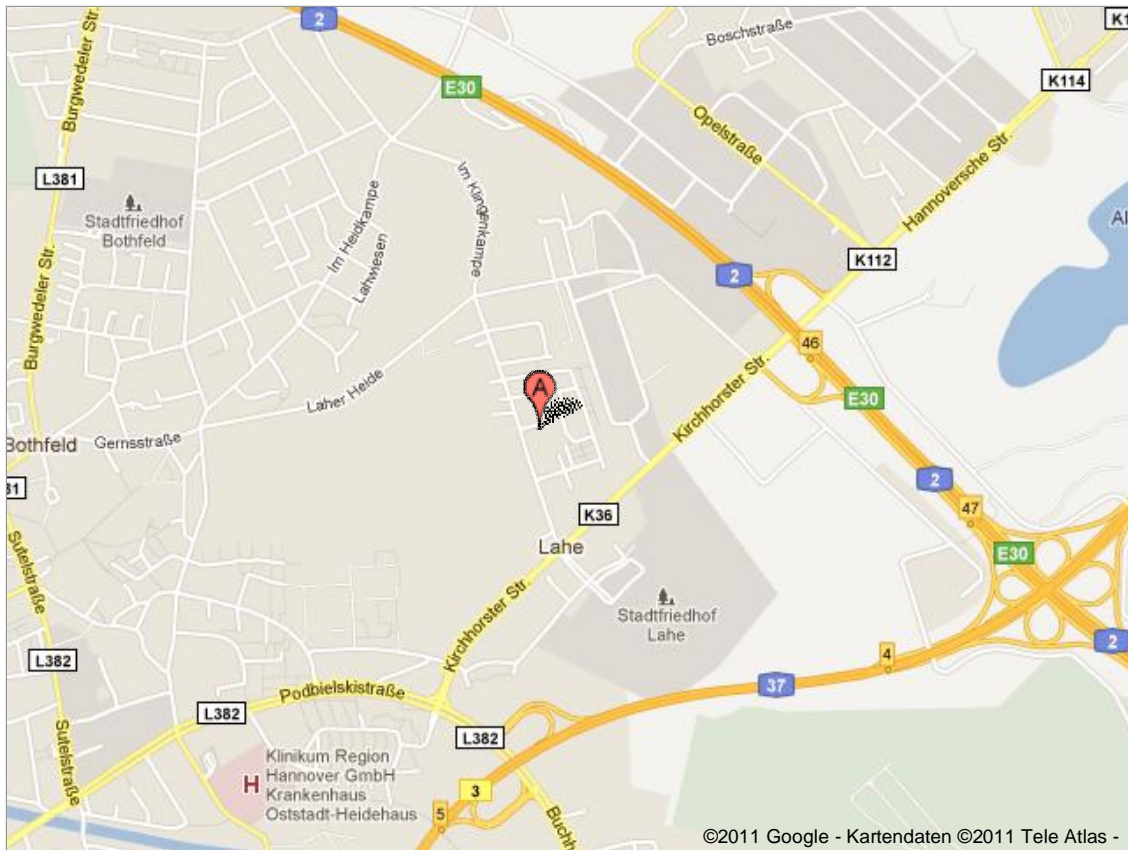 2
Burgwedeler Str.
Boschstraße
K1
K114
E30
Opelstraße
Hannoversche Str.
L381
Stadtfriedhof
Bothfeld
Im Heidkampe
Lahwiesen
Im Klingenkampe
Al
K112
2
Burgwedeler Str.
46
Laher Heide
A
Kirchhorster Str.
E30
Bothfeld
Gernsstraße
2
31
47
K36
Lahe
E30
Sutelstraße
Stadtfriedhof
Lahe
Kirchhorster Str.
4
2
L382
Podbielskistraße
37
L382
L382
Sutelstraße
Klinikum Region
H
Hannover GmbH
Krankenhaus
Oststadt-Heidehaus
3
5
Buchh
©2011 Google - Kartendaten ©2011 Tele Atlas -